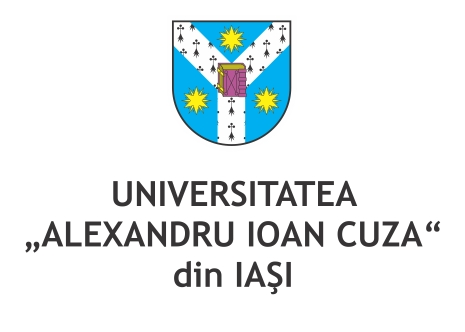 UNIVERSITATEA
„ALEXANDRU IOAN CUZA“
din IAŞI